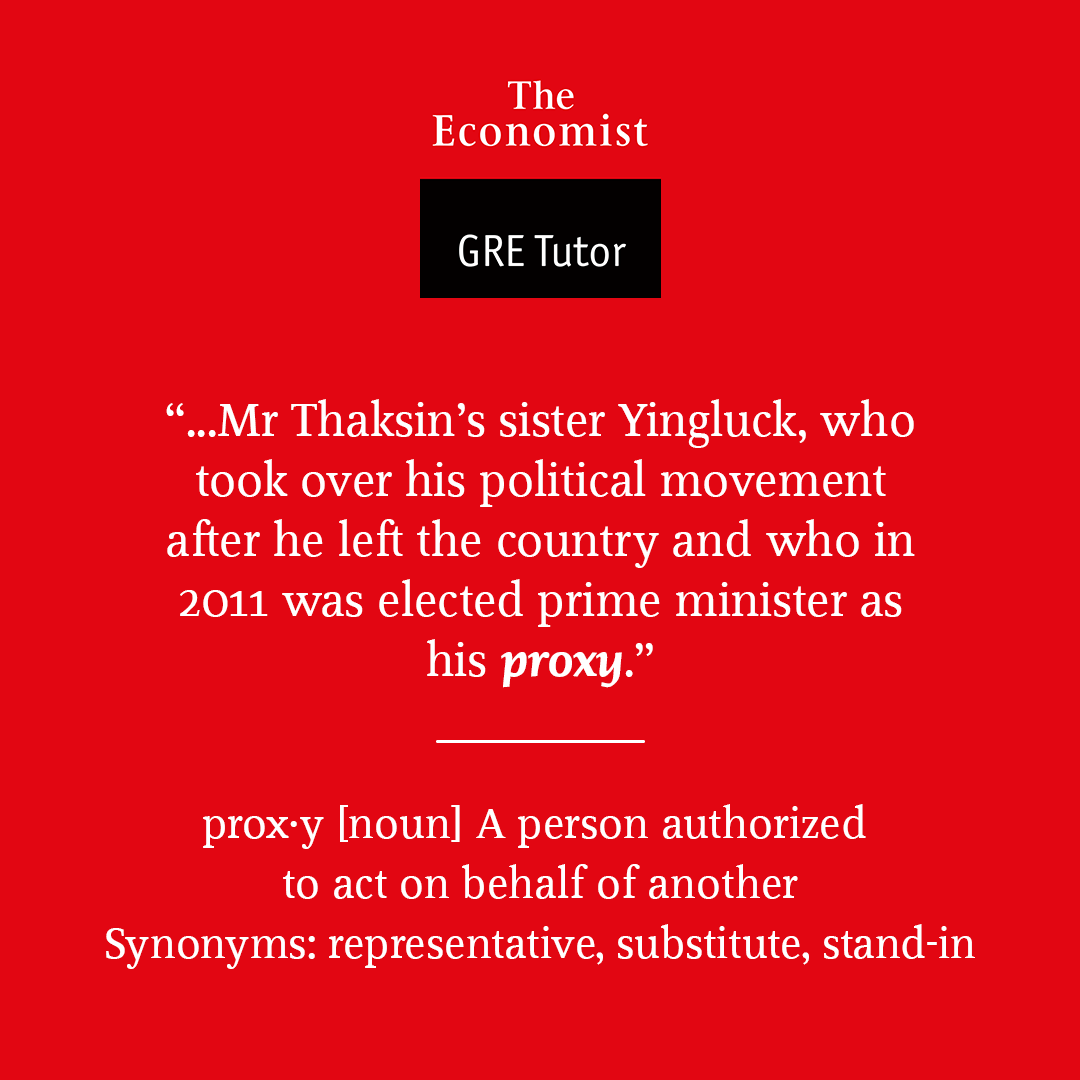 The
Economist
GRE Tutor
“...Mr Thaksin’s sister Yingluck, who
took over his political movement
after he left the country and who in
2011 was elected prime minister as
his proxy.”
prox·y [noun] A person authorized
to act on behalf of another
Synonyms: representative, substitute, stand-in